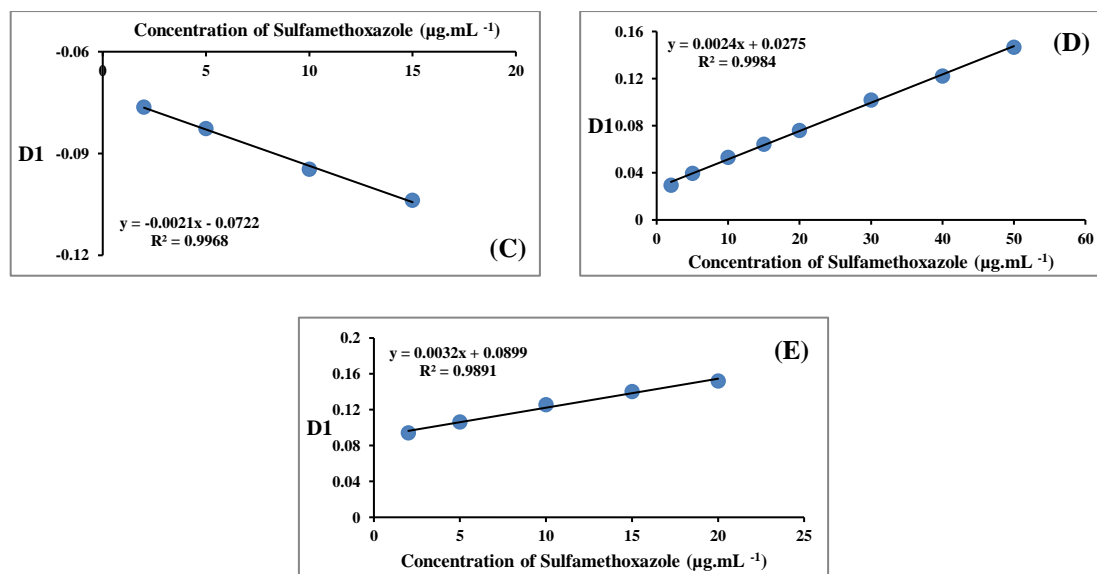 Concentration of Sulfamethoxazole (µg.mL -1)
-0.06
0 5 10 15 20
D1
-0.09
y = -0.0021x - 0.0722
R² = 0.9968
-0.12
(C)
0.16
y = 0.0024x + 0.0275
R² = 0.9984
(D)
0.12
D1
0.08
0.04
0
0 10 20 30 40 50 60
Concentration of Sulfamethoxazole (µg.mL -1)
0.2
y = 0.0032x + 0.0899
R² = 0.9891
(E)
0.16
0.12
D1
0.08
0.04
0
0 5 10 15 20 25
Concentration of Sulfamethoxazole (µg.mL -1)